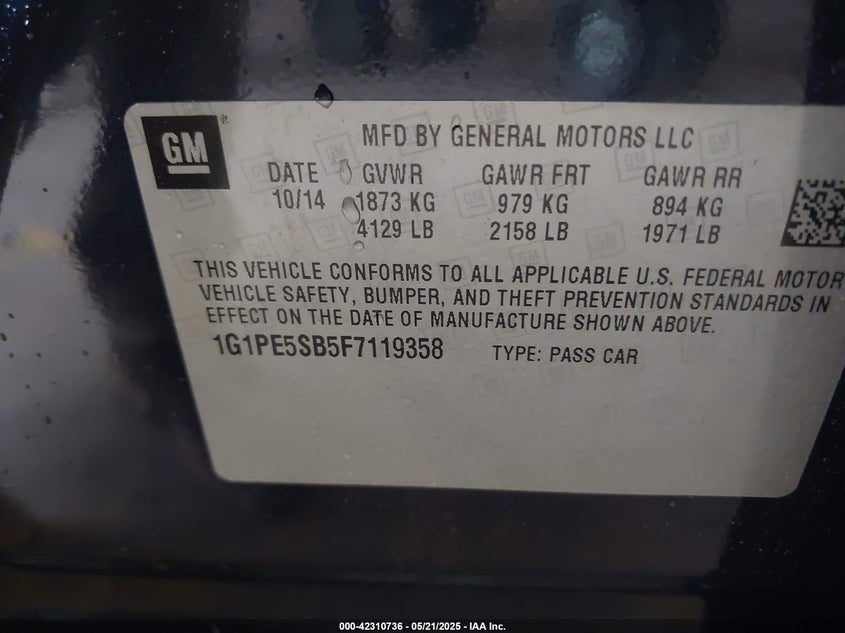 GM
MFD BY GENERAL MOTORS LLC
DATE GVWR GAWR FRT GAWR RR
10/14 1873 KG 979 KG 894 KG
4129 LB 2158 LB 1971 LB
THIS VEHICLE CONFORMS TO ALL APPLICABLE U.S. FEDERAL MOTOR
VEHICLE SAFETY, BUMPER, AND THEFT PREVENTION STANDARDS IN
EFFECT ON THE DATE OF MANUFACTURE SHOWN ABOVE.
1G1PE5SB5F7119358 TYPE: PASS CAR
000-42310736 - 05/21/2025 - IAA Inc.